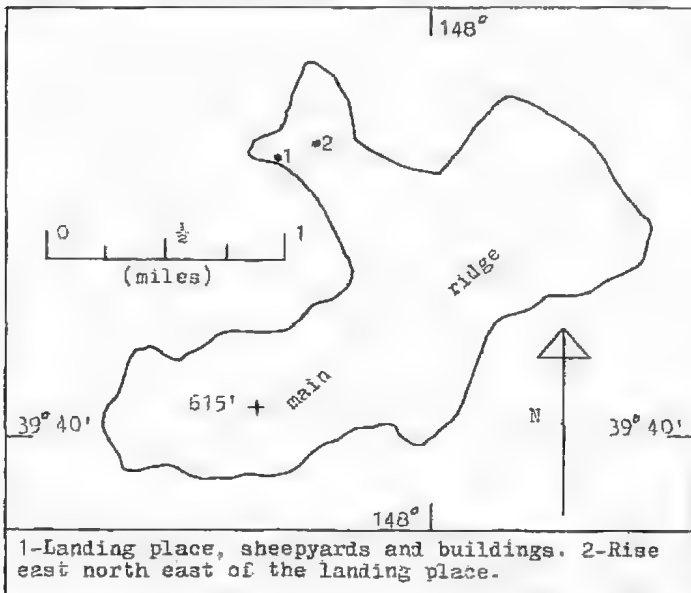 148°
1
2
0 ½ 1
(miles)
ridge
615'
main
N
39° 40'
39° 40'
148°
1-Landing place, sheepyards and buildings. 2-Rise
east north east of the landing place.